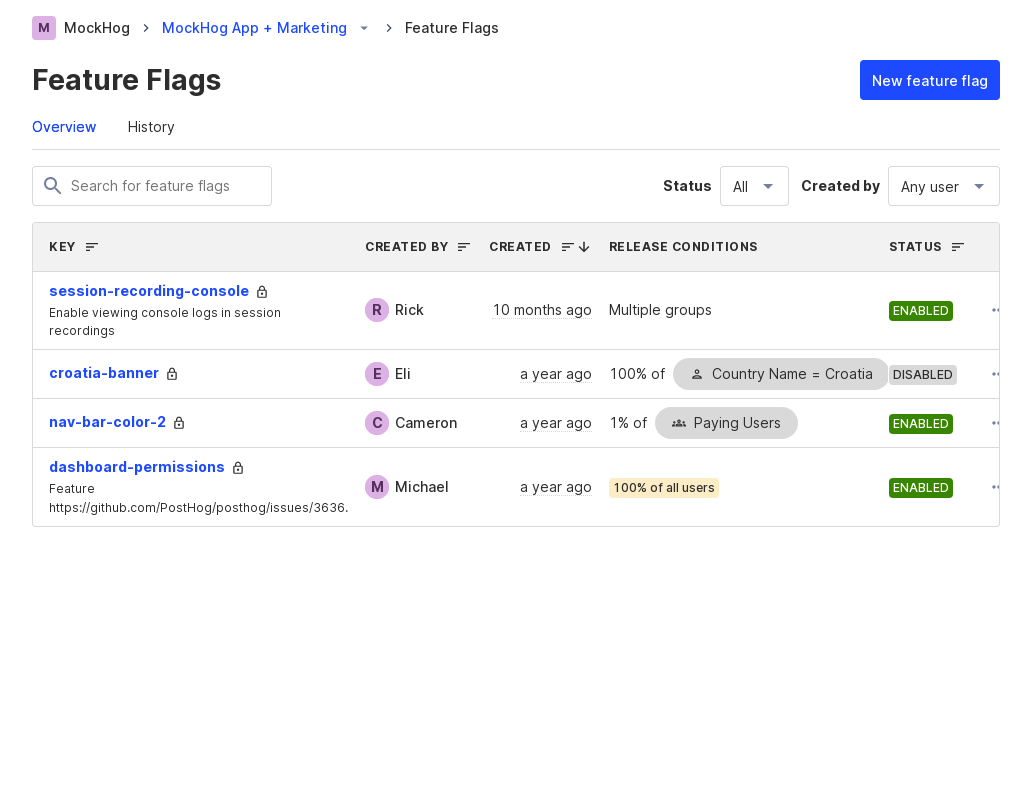 M MockHog MockHog App + Marketing Feature Flags
Feature Flags
New feature flag
Overview History
Search for feature flags
Status All Created by Any user
KEY CREATED BY CREATED RELEASE CONDITIONS STATUS
session-recording-console
Enable viewing console logs in session
recordings
R Rick 10 months ago Multiple groups ENABLED
croatia-banner E Eli a year ago 100% of Country Name = Croatia DISABLED
nav-bar-color-2 C Cameron a year ago 1% of Paying Users ENABLED
dashboard-permissions
Feature
https://github.com/PostHog/posthog/issues/3636.
M Michael a year ago 100% of all users ENABLED